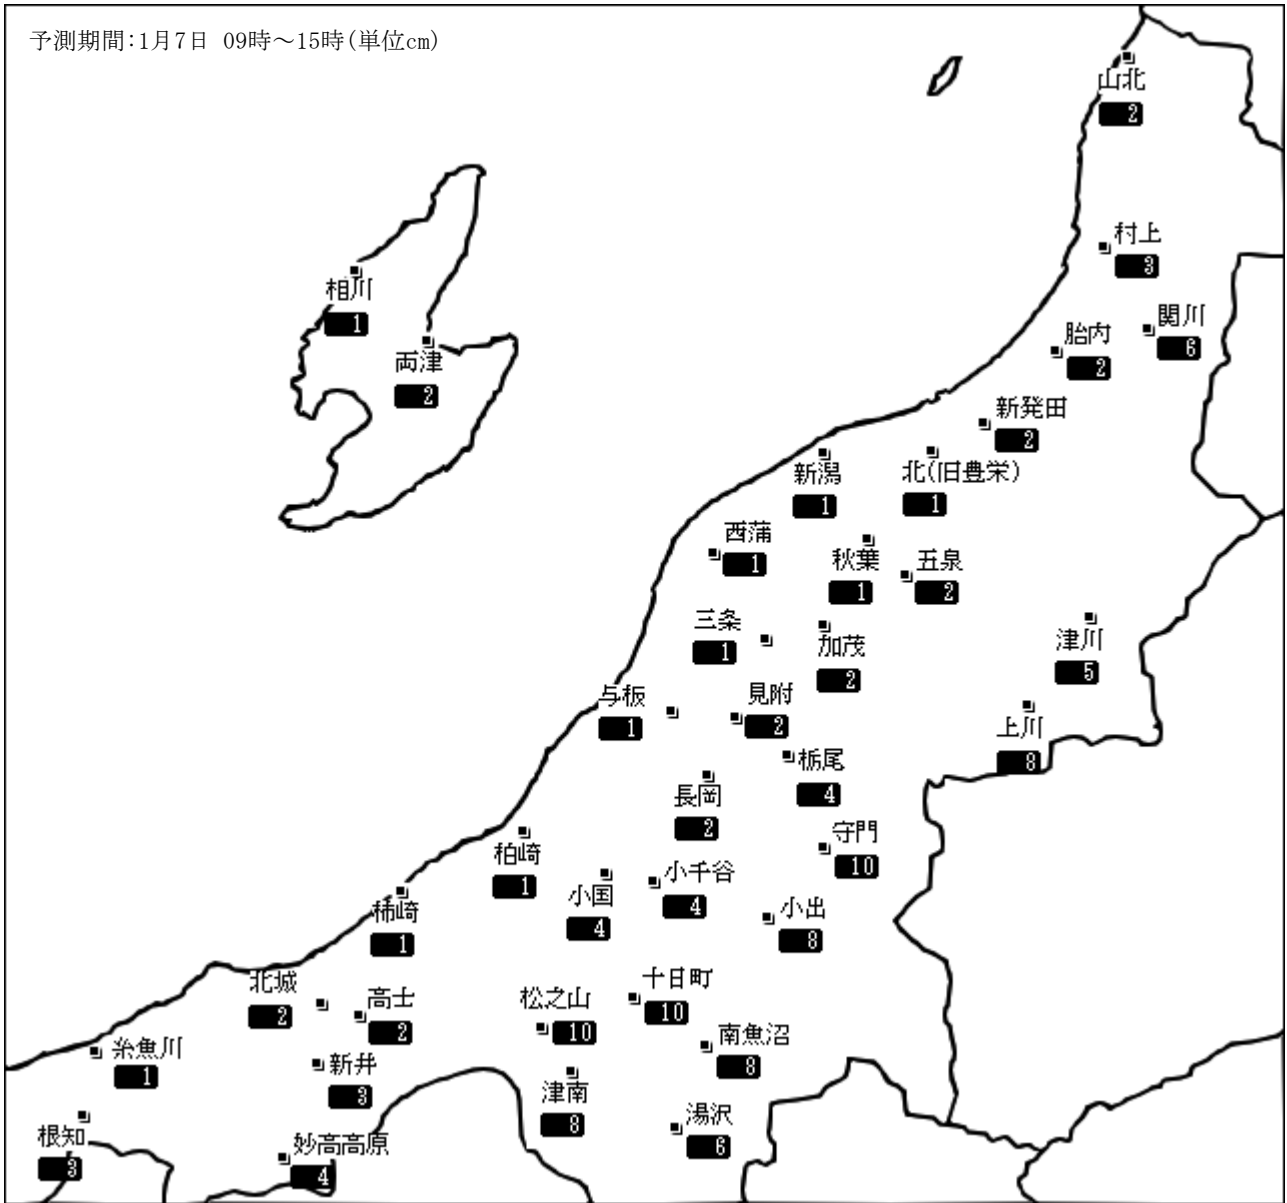 予測期間:1月7日 09時～15時(単位cm)
山北
2
村上
3
相川
1
関川
6
胎内
2
両津
2
新発田
2
新潟
1
北(旧豊栄)
1
西蒲
1
秋葉
1
五泉
2
三条
1
加茂
2
津川
5
与板
1
見附
2
上川
8
栃尾
4
長岡
2
守門
10
柏崎
1
小国
4
小千谷
4
小出
8
柿崎
1
北城
2
高士
2
松之山
10
十日町
10
南魚沼
8
糸魚川
1
新井
3
津南
8
湯沢
6
根知
3
妙高高原
4